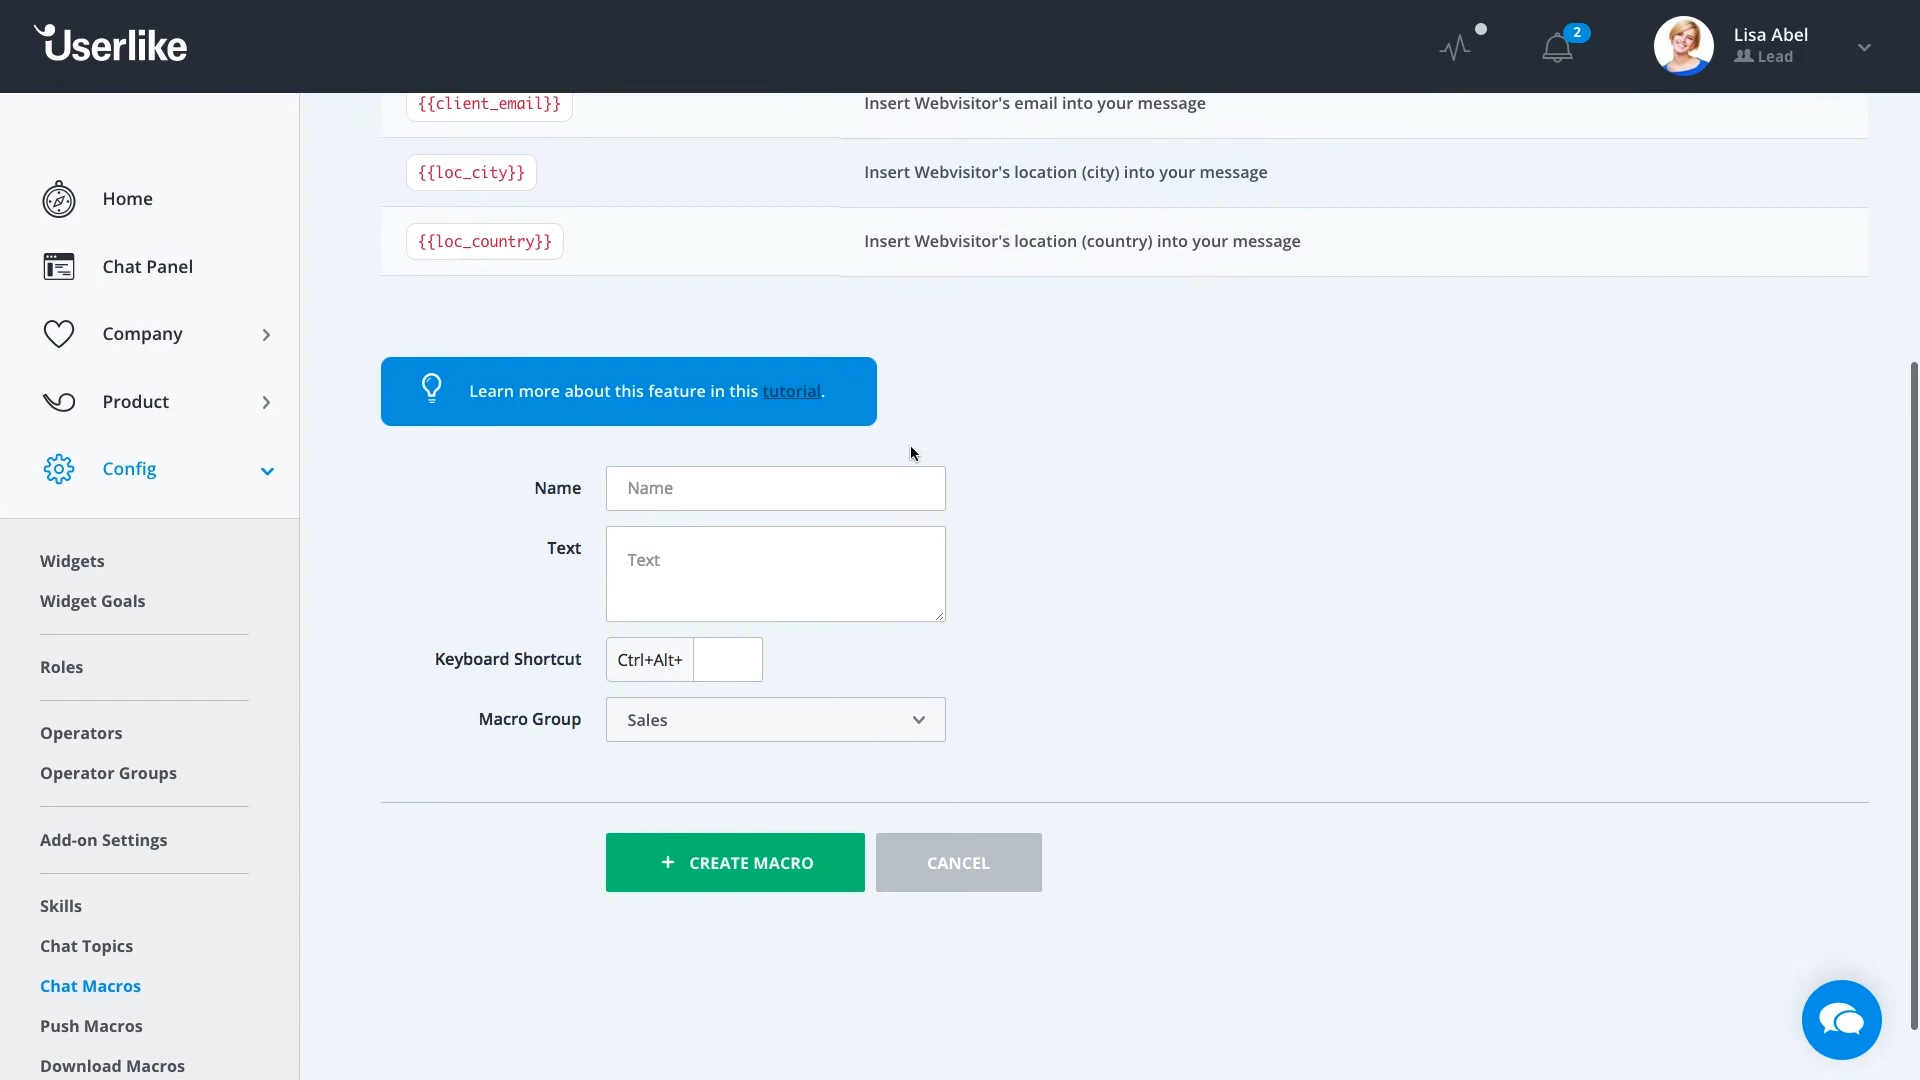 Userlike
2
Lisa Abel
Lead
{{client_email}} Insert Webvisitor's email into your message
{{loc_city}} Insert Webvisitor's location (city) into your message
{{loc_country}} Insert Webvisitor's location (country) into your message
Home
Chat Panel
Company
Product
Config
Widgets
Widget Goals
Roles
Operators
Operator Groups
Add-on Settings
Skills
Chat Topics
Chat Macros
Push Macros
Download Macros
Learn more about this feature in this tutorial.
Name Name
Text Text
Keyboard Shortcut Ctrl+Alt+
Macro Group Sales
+ CREATE MACRO CANCEL